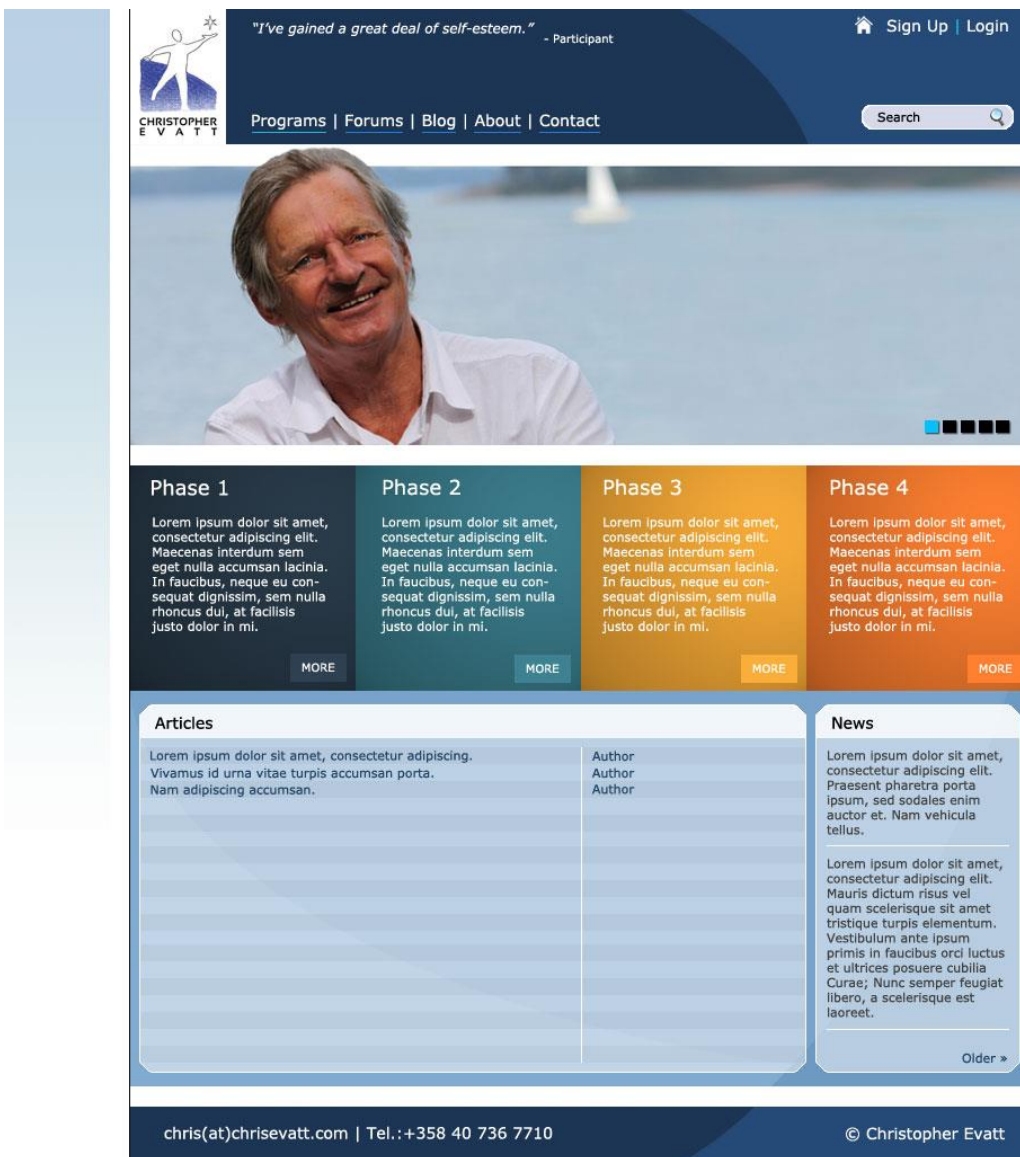 "I've gained a great deal of self-esteem."
- Participant
Sign Up | Login
CHRISTOPHER
EVATT
Programs | Forums | Blog | About | Contact
Search
Phase 1
Lorem ipsum dolor sit amet,
consectetur adipiscing elit.
Maecenas interdum sem
eget nulla accumsan lacinia.
In faucibus, neque eu con-
sequat dignissim, sem nulla
rhoncus dui, at facilisis
justo dolor in mi.
MORE
Phase 2
Lorem ipsum dolor sit amet,
consectetur adipiscing elit.
Maecenas interdum sem
eget nulla accumsan lacinia.
In faucibus, neque eu con-
sequat dignissim, sem nulla
rhoncus dui, at facilisis
justo dolor in mi.
MORE
Phase 3
Lorem ipsum dolor sit amet,
consectetur adipiscing elit.
Maecenas interdum sem
eget nulla accumsan lacinia.
In faucibus, neque eu con-
sequat dignissim, sem nulla
rhoncus dui, at facilisis
justo dolor in mi.
MORE
Phase 4
Lorem ipsum dolor sit amet,
consectetur adipiscing elit.
Maecenas interdum sem
eget nulla accumsan lacinia.
In faucibus, neque eu con-
sequat dignissim, sem nulla
rhoncus dui, at facilisis
justo dolor in mi.
MORE
Articles
Lorem ipsum dolor sit amet, consectetur adipiscing. Author
Vivamus id urna vitae turpis accumsan porta. Author
Nam adipiscing accumsan. Author
News
Lorem ipsum dolor sit amet,
consectetur adipiscing elit.
Praesent pharetra porta
ipsum, sed sodales enim
auctor et. Nam vehicula
tellus.
Lorem ipsum dolor sit amet,
consectetur adipiscing elit.
Mauris dictum risus vel
quam scelerisque sit amet
tristique turpis elementum.
Vestibulum ante ipsum
primis in faucibus orci luctus
et ultrices posuere cubilia
Curae; Nunc semper feugiat
libero, a scelerisque est
laoreet.
Older »
chris(at)chrisevatt.com | Tel.:+358 40 736 7710
© Christopher Evatt